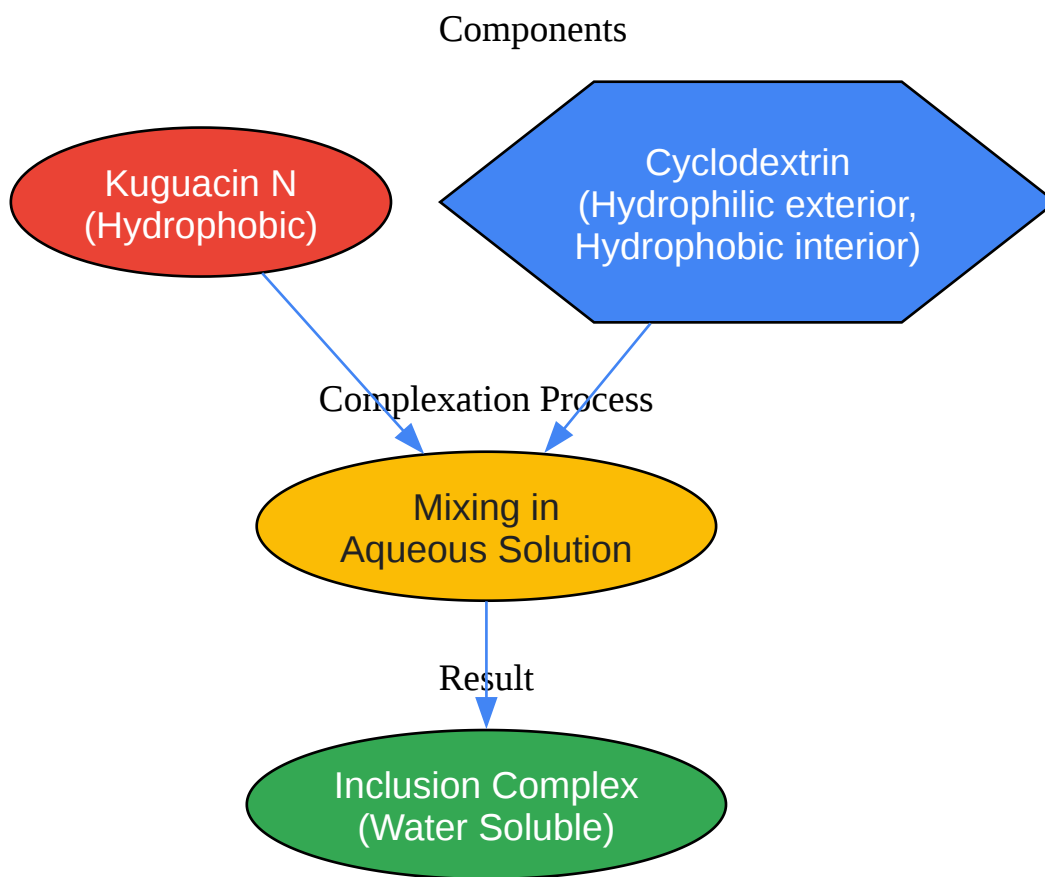 Components
Kuguacin N
(Hydrophobic)
Cyclodextrin
(Hydrophilic exterior,
Hydrophobic interior)
Complexation Process
Mixing in
Aqueous Solution
Result
Inclusion Complex
(Water Soluble)